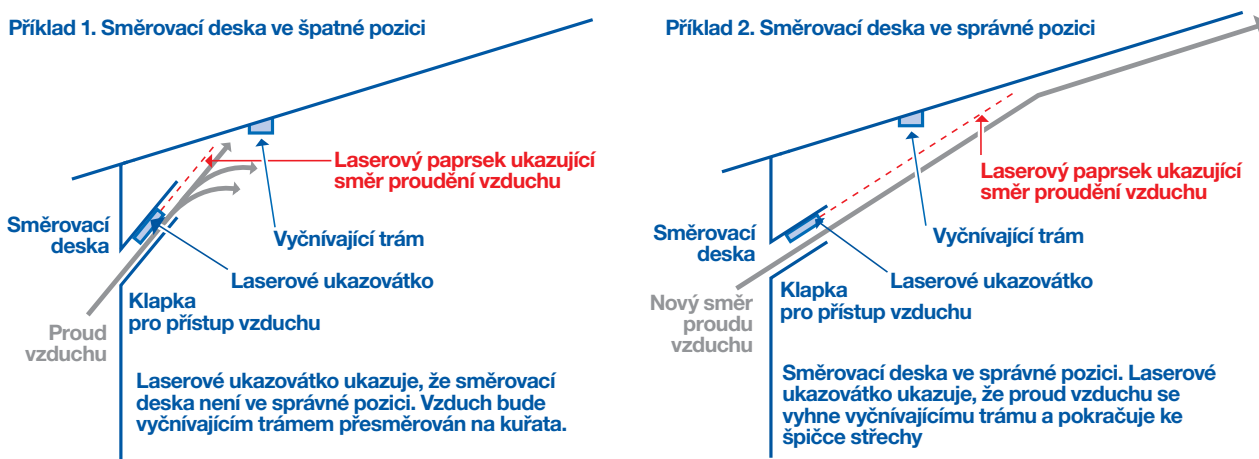 Příklad 1. Směrovací deska ve špatné pozici
Laserový paprsek ukazující
směr proudění vzduchu
Směrovací
deska
Vyčnívající trám
Laserové ukazovátko
Klapka
pro přístup vzduchu
Proud
vzduchu
Laserové ukazovátko ukazuje, že směrovací
deska není ve správné pozici. Vzduch bude
vyčnívajícím trámem přesměrován na kuřata.
Příklad 2. Směrovací deska ve správné pozici
Laserový paprsek ukazující
směr proudění vzduchu
Směrovací
deska
Vyčnívající trám
Laserové ukazovátko
Klapka
pro přístup vzduchu
Nový směr
proudu
vzduchu
Směrovací deska ve správné pozici. Laserové
ukazovátko ukazuje, že proud vzduchu se
vyhne vyčnívajícímu trámu a pokračuje ke
špičce střechy